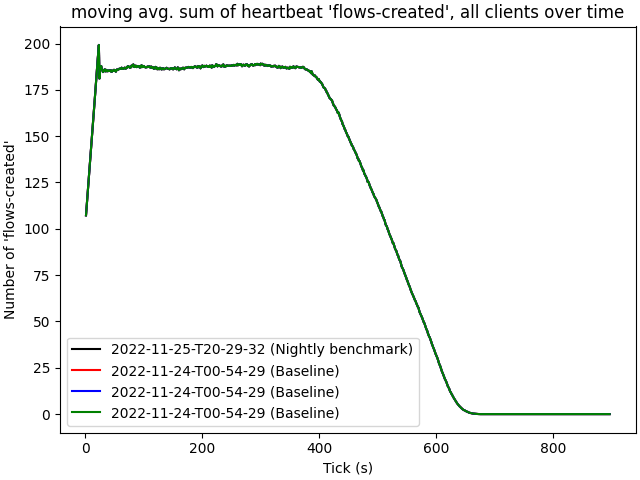 moving avg. sum of heartbeat 'flows-created', all clients over time
Number of 'flows-created'
200
175
150
125
100
75
50
25
0
2022-11-25-T20-29-32 (Nightly benchmark)
2022-11-24-T00-54-29 (Baseline)
2022-11-24-T00-54-29 (Baseline)
2022-11-24-T00-54-29 (Baseline)
0 200 400 600 800
Tick (s)